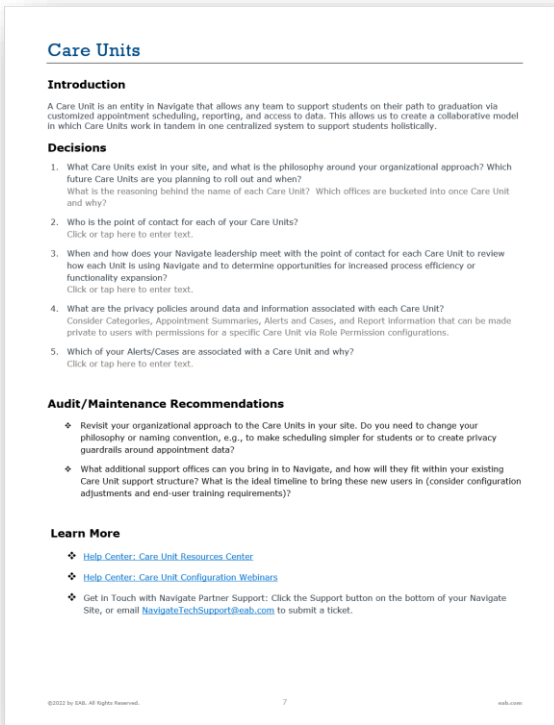 Care Units
Introduction
A Care Unit is an entity in Navigate that allows any team to support students on their path to graduation via
customized appointment scheduling, reporting, and access to data. This allows us to create a collaborative model
in which Care Units work in tandem in one centralized system to support students holistically.
Decisions
1. What Care Units exist in your site, and what is the philosophy around your organizational approach? Which
future Care Units are you planning to roll out and when?
What is the reasoning behind the name of each Care Unit? Which offices are bucketed into once Care Unit
and why?
2. Who is the point of contact for each of your Care Units?
Click or tap here to enter text.
3. When and how does your Navigate leadership meet with the point of contact for each Care Unit to review
how each Unit is using Navigate and to determine opportunities for increased process efficiency or
functionality expansion?
Click or tap here to enter text.
4. What are the privacy policies around data and information associated with each Care Unit?
Consider Categories, Appointment Summaries, Alerts and Cases, and Report information that can be made
private to users with permissions for a specific Care Unit via Role Permission configurations.
5. Which of your Alerts/Cases are associated with a Care Unit and why?
Click or tap here to enter text.
Audit/Maintenance Recommendations
❖ Revisit your organizational approach to the Care Units in your site. Do you need to change your
philosophy or naming convention, e.g., to make scheduling simpler for students or to create privacy
guardrails around appointment data?
❖ What additional support offices can you bring in to Navigate, and how will they fit within your existing
Care Unit support structure? What is the ideal timeline to bring these new users in (consider configuration
adjustments and end-user training requirements)?
Learn More
❖ Help Center: Care Unit Resources Center
❖ Help Center: Care Unit Configuration Webinars
❖ Get in Touch with Navigate Partner Support: Click the Support button on the bottom of your Navigate
Site, or email NavigateTechSupport@eab.com to submit a ticket.
©2022 by EAB. All Rights Reserved.
7
eab.com